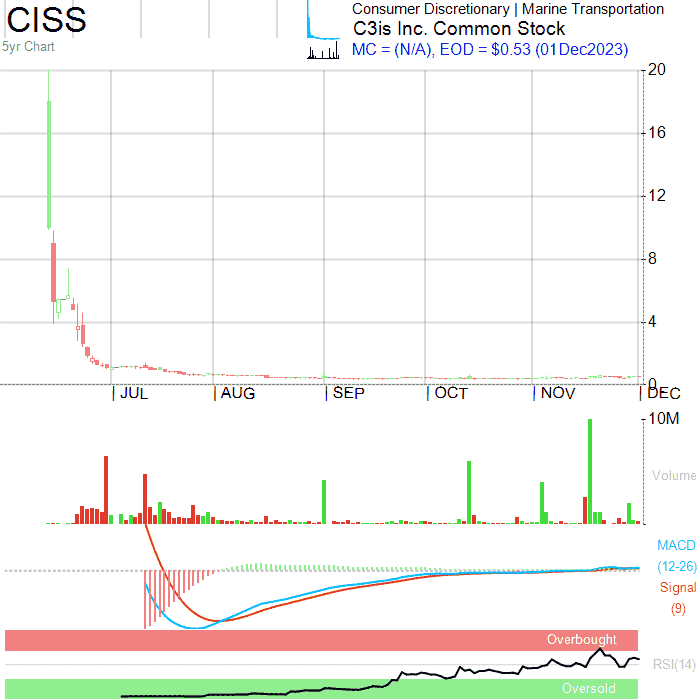 CISS
Consumer Discretionary | Marine Transportation
C3is Inc. Common Stock
5yr Chart
MC = (N/A), EOD = $0.53 (01Dec2023)
20
16
12
8
4
0
JUL AUG SEP OCT NOV DEC
10M
Volume
MACD
(12-26)
Signal
(9)
Overbought
RSI(14)
Oversold